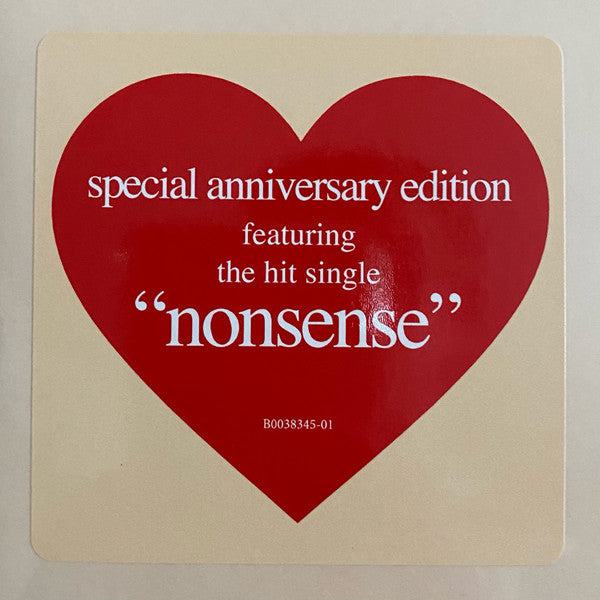 special anniversary edition
featuring
the hit single
“nonsense”
B0038345-01